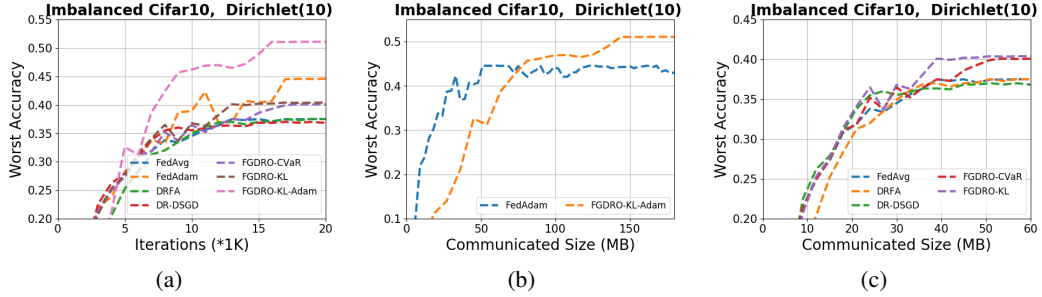 Imbalanced Cifar10, Dirichlet(10)
Worst Accuracy
0.55
0.50
0.45
0.40
0.35
0.30
0.25
0.20
FedAvg
FedAdam
DRFA
DR-DSGD
FGDRO-CVaR
FGDRO-KL
FGDRO-KL-Adam
0 5 10 15 20
Iterations (*1K)
(a)
Imbalanced Cifar10, Dirichlet(10)
Worst Accuracy
0.5
0.4
0.3
0.2
0.1
FedAdam FGDRO-KL-Adam
0 50 100 150
Communicated Size (MB)
(b)
Imbalanced Cifar10, Dirichlet(10)
Worst Accuracy
0.45
0.40
0.35
0.30
0.25
0.20
FedAvg
DRFA
DR-DSGD
FGDRO-CVaR
FGDRO-KL
0 10 20 30 40 50 60
Communicated Size (MB)
(c)